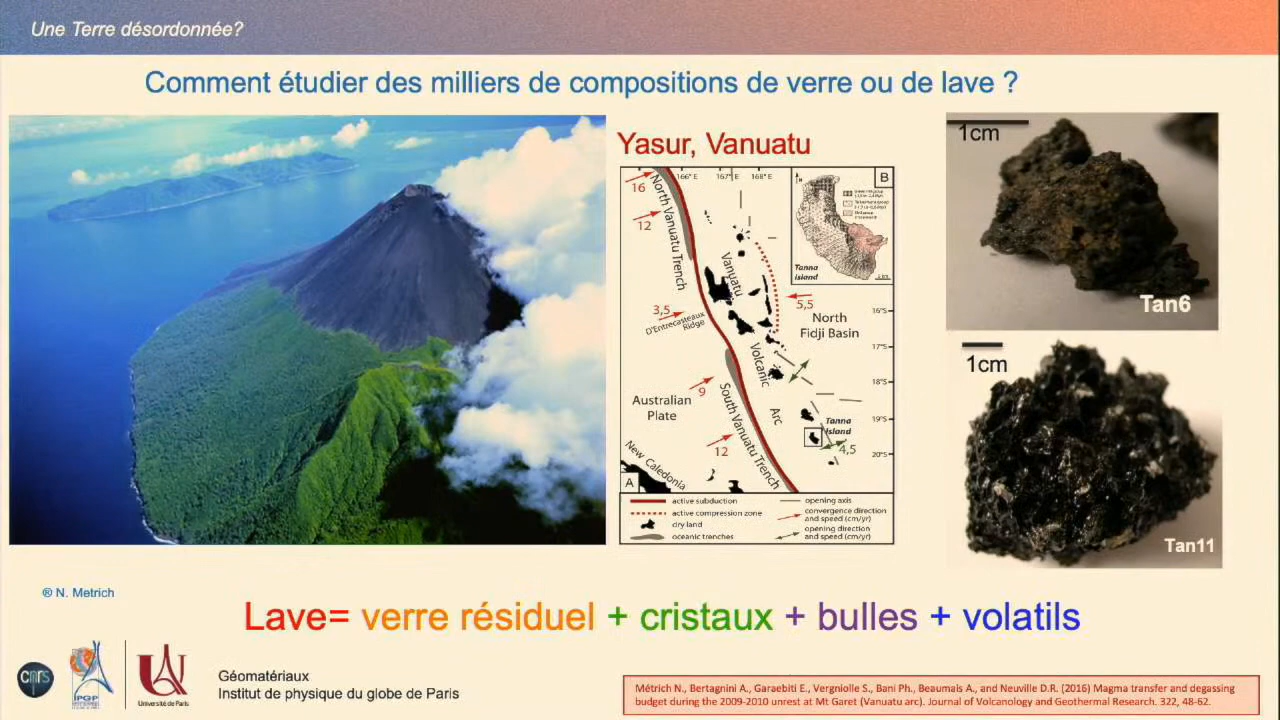 Une Terre désordonnée?
Comment étudier des milliers de compositions de verre ou de lave ?
Yasur, Vanuatu
166° E
167° E
168° E
B
16
12
North Vanuatu Trench
Vanuatu
Tanna
Island
3,5
D'Entrecasteaux
Ridge
5,5
North
Fidji Basin
16°S
17°S
18°S
19°S
20°S
Volcanic
Arc
9
Australian
Plate
South Vanuatu Trench
Tanna
Island
12
4,5
New Caledonia
A
active subduction
active compression zone
dry land
oceanic trenches
opening axis
convergence direction
and speed (cm/yr)
opening direction
and speed (cm/yr)
1cm
Tan6
1cm
Tan11
® N. Metrich
Lave= verre résiduel + cristaux + bulles + volatils
cnrs
IPGP
Université de Paris
Géomatériaux
Institut de physique du globe de Paris
Métrich N., Bertagnini A., Garaebiti E., Vergniolle S., Bani Ph., Beaumais A., and Neuville D.R. (2016) Magma transfer and degassing
budget during the 2009-2010 unrest at Mt Garet (Vanuatu arc). Journal of Volcanology and Geothermal Research. 322, 48-62.